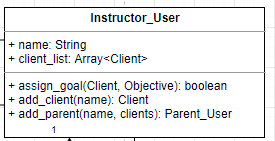 Instructor_User
+ name: String
+ client_list: Array<Client>
+ assign_goal(Client, Objective): boolean
+ add_client(name): Client
+ add_parent(name, clients): Parent_User
1